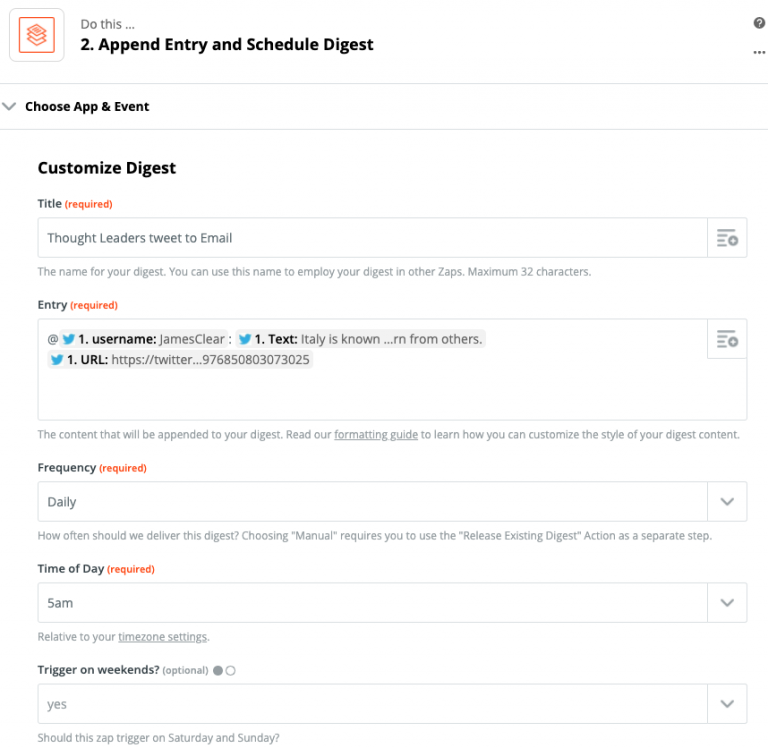 Do this ...
2. Append Entry and Schedule Digest
Choose App & Event
Customize Digest
Title (required)
Thought Leaders tweet to Email
The name for your digest. You can use this name to employ your digest in other Zaps. Maximum 32 characters.
Entry (required)
@ 1. username: JamesClear : 1. Text: Italy is known ...rn from others.
1. URL: https://twitter...976850803073025
The content that will be appended to your digest. Read our formatting guide to learn how you can customize the style of your digest content.
Frequency (required)
Daily
How often should we deliver this digest? Choosing "Manual" requires you to use the "Release Existing Digest" Action as a separate step.
Time of Day (required)
5am
Relative to your timezone settings.
Trigger on weekends? (optional)
yes
Should this zap trigger on Saturday and Sunday?